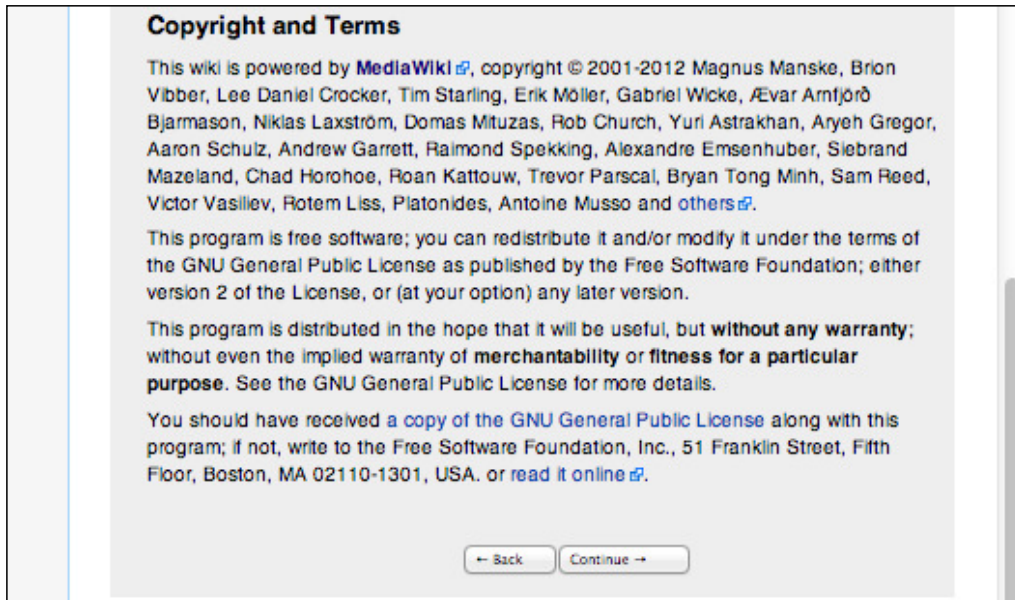 Copyright and Terms
This wiki is powered by MediaWiki, copyright © 2001-2012 Magnus Manske, Brion
Vibber, Lee Daniel Crocker, Tim Starling, Erik Möller, Gabriel Wicke, Ævar Arnfjörð
Bjarmason, Niklas Laxström, Domas Mituzas, Rob Church, Yuri Astrakhan, Aryeh Gregor,
Aaron Schulz, Andrew Garrett, Raimond Spekking, Alexandre Emsenhuber, Siebrand
Mazeland, Chad Horohoe, Roan Kattouw, Trevor Parscal, Bryan Tong Minh, Sam Reed,
Victor Vasiliev, Rotem Liss, Platonides, Antoine Musso and others.
This program is free software; you can redistribute it and/or modify it under the terms of
the GNU General Public License as published by the Free Software Foundation; either
version 2 of the License, or (at your option) any later version.
This program is distributed in the hope that it will be useful, but without any warranty;
without even the implied warranty of merchantability or fitness for a particular
purpose. See the GNU General Public License for more details.
You should have received a copy of the GNU General Public License along with this
program; if not, write to the Free Software Foundation, Inc., 51 Franklin Street, Fifth
Floor, Boston, MA 02110-1301, USA. or read it online.
← Back Continue →